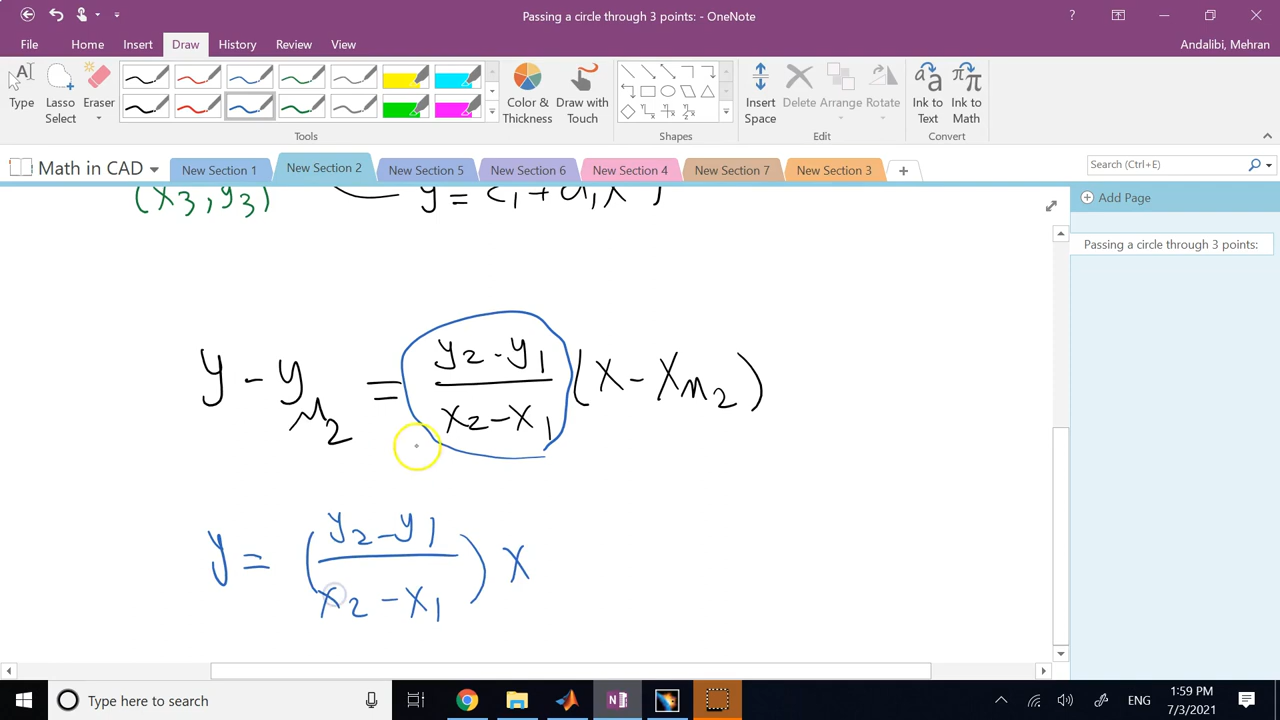 Passing a circle through 3 points: - OneNote
File Home Insert Draw History Review View Andalibi, Mehran
Type Lasso Select Eraser Color & Thickness Draw with Touch Insert Space Delete Arrange Rotate Ink to Text Ink to Math
Tools Shapes Edit Convert
Math in CAD New Section 1 New Section 2 New Section 5 New Section 6 New Section 4 New Section 7 New Section 3 Search (Ctrl+E)
Add Page
Passing a circle through 3 points:
(x3, y3) y =
y - yM2 = (y2 - y1)/(x2 - x1) (x - xM2)
y = ((y2 - y1)/(x2 - x1)) x
Type here to search ENG 1:59 PM
7/3/2021